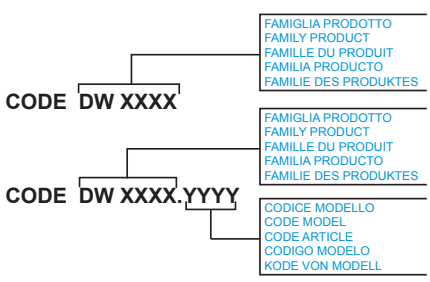 FAMIGLIA PRODOTTO
FAMILY PRODUCT
FAMILLE DU PRODUIT
FAMILIA PRODUCTO
FAMILIE DES PRODUKTES
CODE DW XXXX
FAMIGLIA PRODOTTO
FAMILY PRODUCT
FAMILLE DU PRODUIT
FAMILIA PRODUCTO
FAMILIE DES PRODUKTES
CODE DW XXXX.YYYY
CODICE MODELLO
CODE MODEL
CODE ARTICLE
CODIGO MODELO
KODE VON MODELL